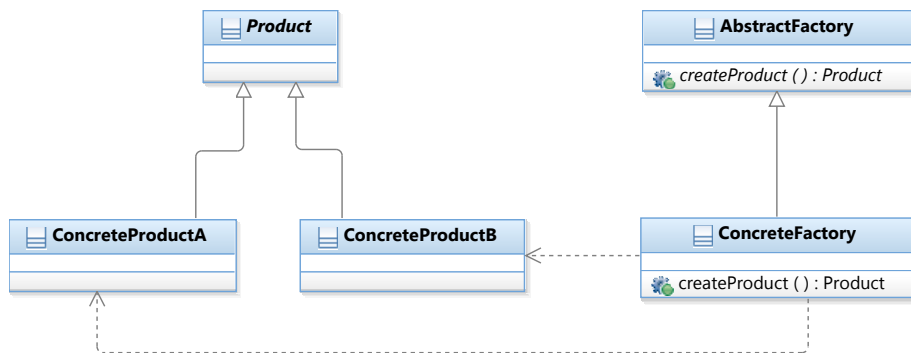 Product
AbstractFactory
createProduct ( ) : Product
ConcreteProductA
ConcreteProductB
ConcreteFactory
createProduct ( ) : Product